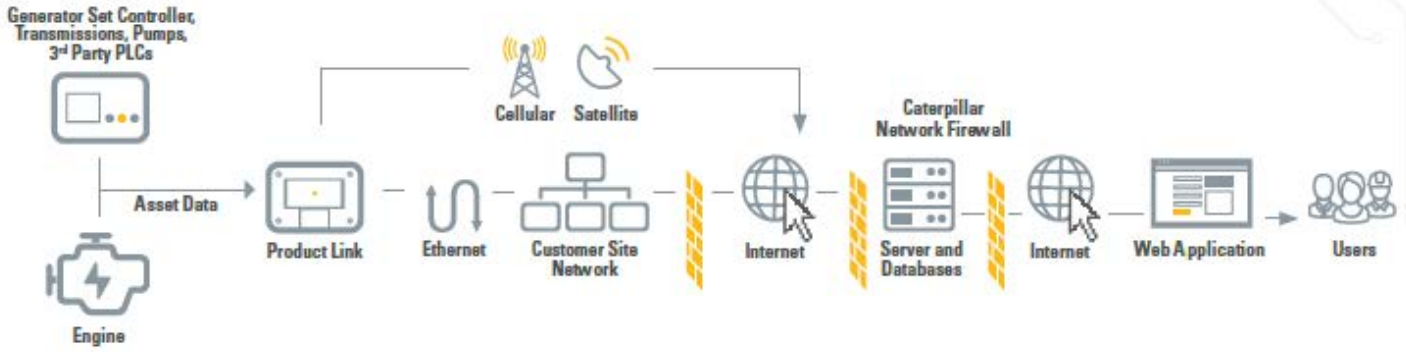 Generator Set Controller,
Transmissions, Pumps,
3rd Party PLCs
Cellular
Satellite
Caterpillar
Network Firewall
Asset Data
Product Link
Ethernet
Customer Site
Network
Internet
Server and
Databases
Internet
Web Application
Users
Engine